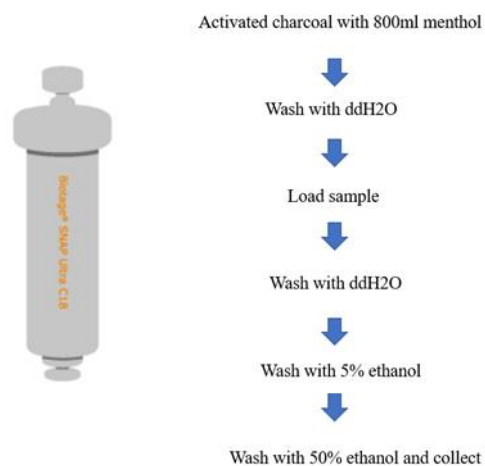 Activated charcoal with 800ml menthol
Wash with ddH2O
Load sample
Wash with ddH2O
Wash with 5% ethanol
Wash with 50% ethanol and collect
Biotage® SNAP Ultra C18